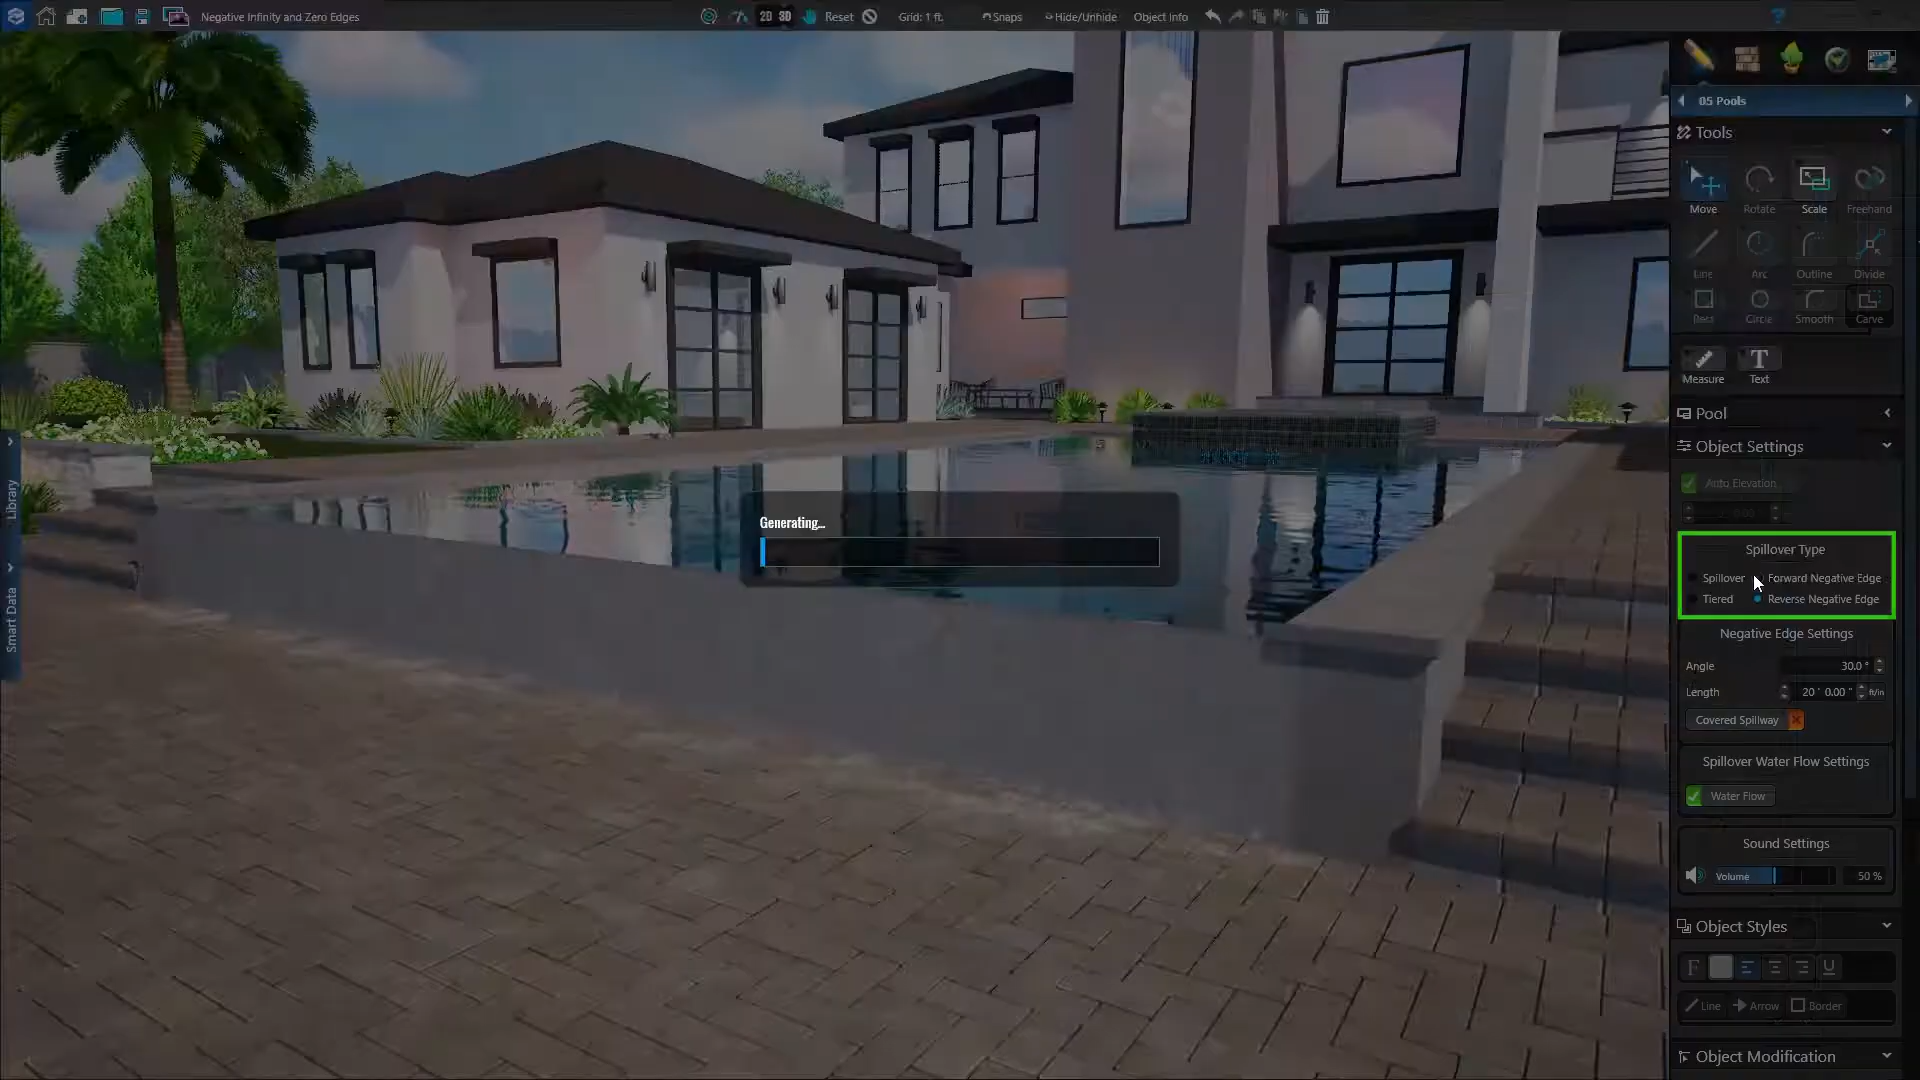 Negative Infinity and Zero Edges
2D 3D Reset Grid: 1 ft. Snaps Hide/Unhide Object Info
05 Pools
Tools
Move Rotate Scale Freehand
Line Arc Outline Divide
Rect Circle Smooth Carve
Measure Text
Pool
Object Settings
Auto Elevation
Spillover Type
Spillover Forward Negative Edge
Tiered Reverse Negative Edge
Negative Edge Settings
Angle 30.0 °
Length 20 ' 0.00 " ft/in
Covered Spillway
Spillover Water Flow Settings
Water Flow
Sound Settings
Volume 50 %
Object Styles
F U
Line Arrow Border
Object Modification
Library
Smart Data
Generating...